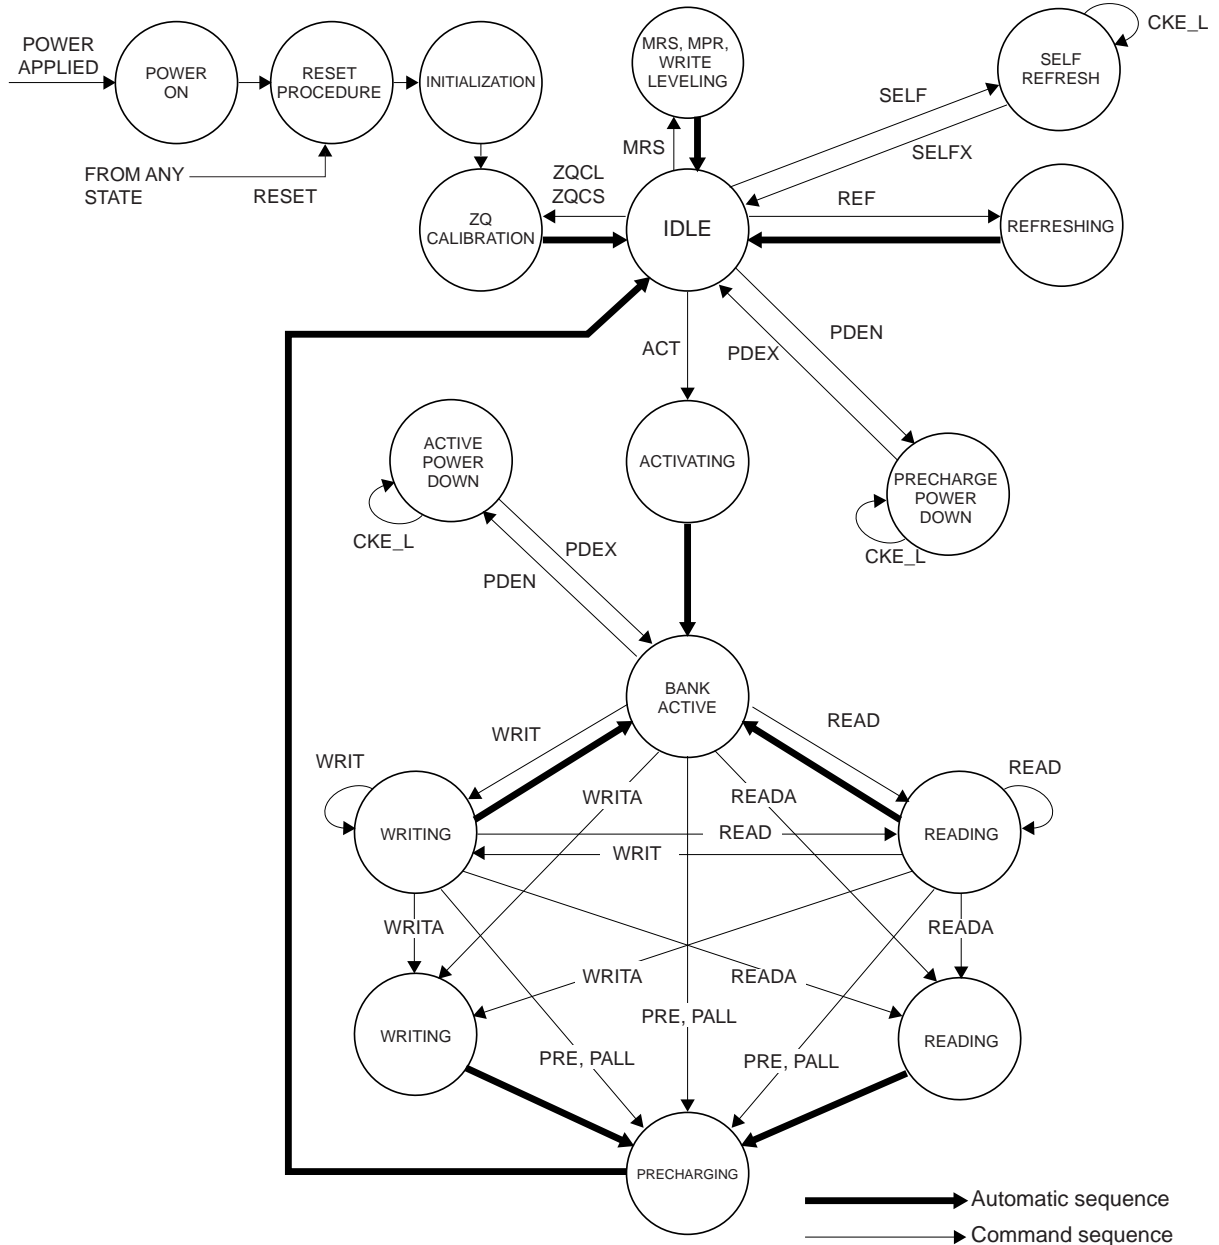 POWER
APPLIED
POWER
ON
RESET
PROCEDURE
INITIALIZATION
MRS, MPR,
WRITE
LEVELING
SELF
REFRESH
CKE_L
FROM ANY
STATE
RESET
MRS
SELF
SELFX
ZQCL
ZQCS
ZQ
CALIBRATION
IDLE
REF
REFRESHING
ACT
PDEX
PDEN
ACTIVE
POWER
DOWN
CKE_L
ACTIVATING
PRECHARGE
POWER
DOWN
CKE_L
PDEX
PDEN
BANK
ACTIVE
WRIT
READ
WRIT
WRITA
READA
READ
WRITING
READ
WRIT
READING
WRITA
READA
WRITA
READA
WRITING
PRE, PALL
READING
PRE, PALL
PRE, PALL
PRECHARGING
Automatic sequence
Command sequence